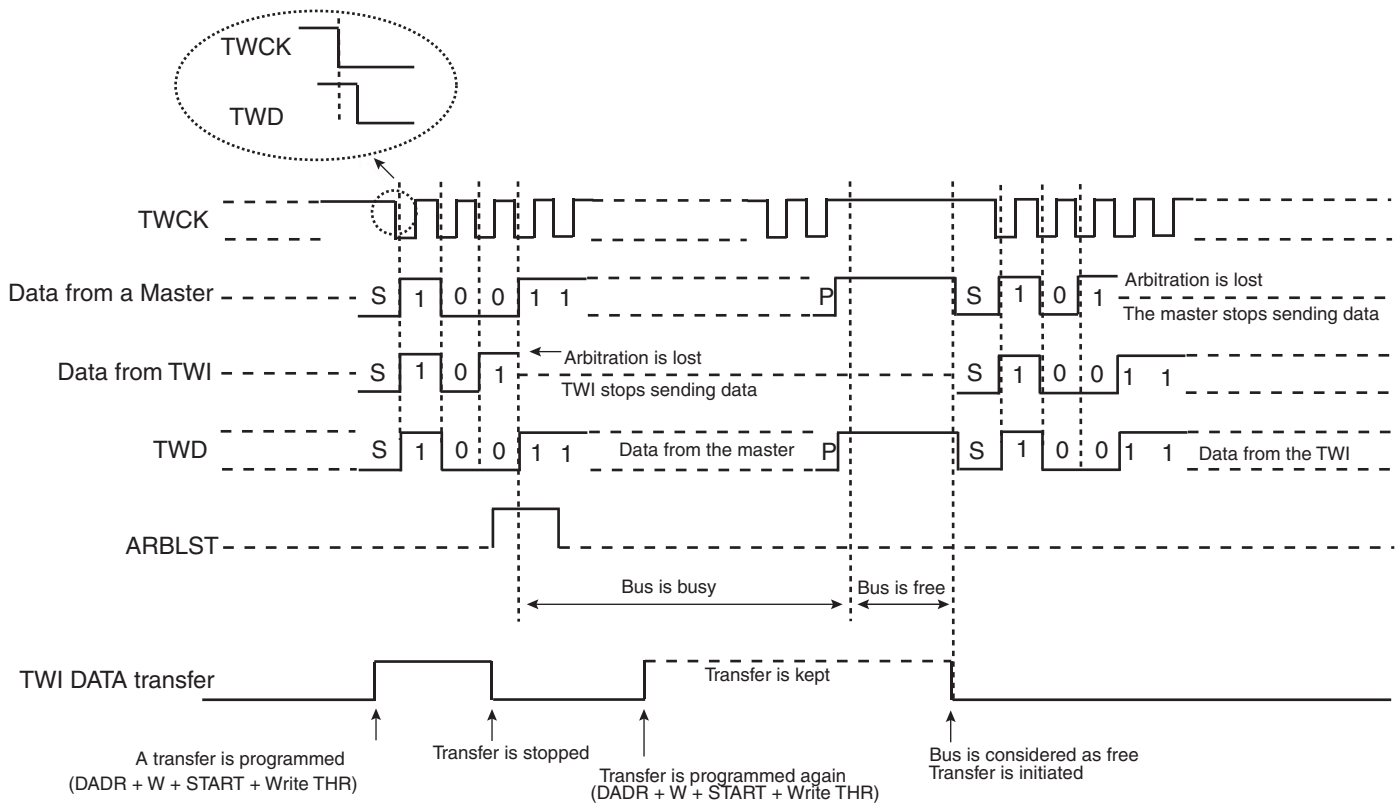 TWCK
TWD
TWCK
Data from a Master S 1 0 0 1 1 P S 1 0 1 Arbitration is lost
The master stops sending data
Data from TWI S 1 0 1 Arbitration is lost S 1 0 0 1 1
TWI stops sending data
TWD S 1 0 0 1 1 Data from the master P S 1 0 0 1 1 Data from the TWI
ARBLST
Bus is busy Bus is free
TWI DATA transfer Transfer is kept
A transfer is programmed
(DADR + W + START + Write THR)
Transfer is stopped
Transfer is programmed again
(DADR + W + START + Write THR)
Bus is considered as free
Transfer is initiated